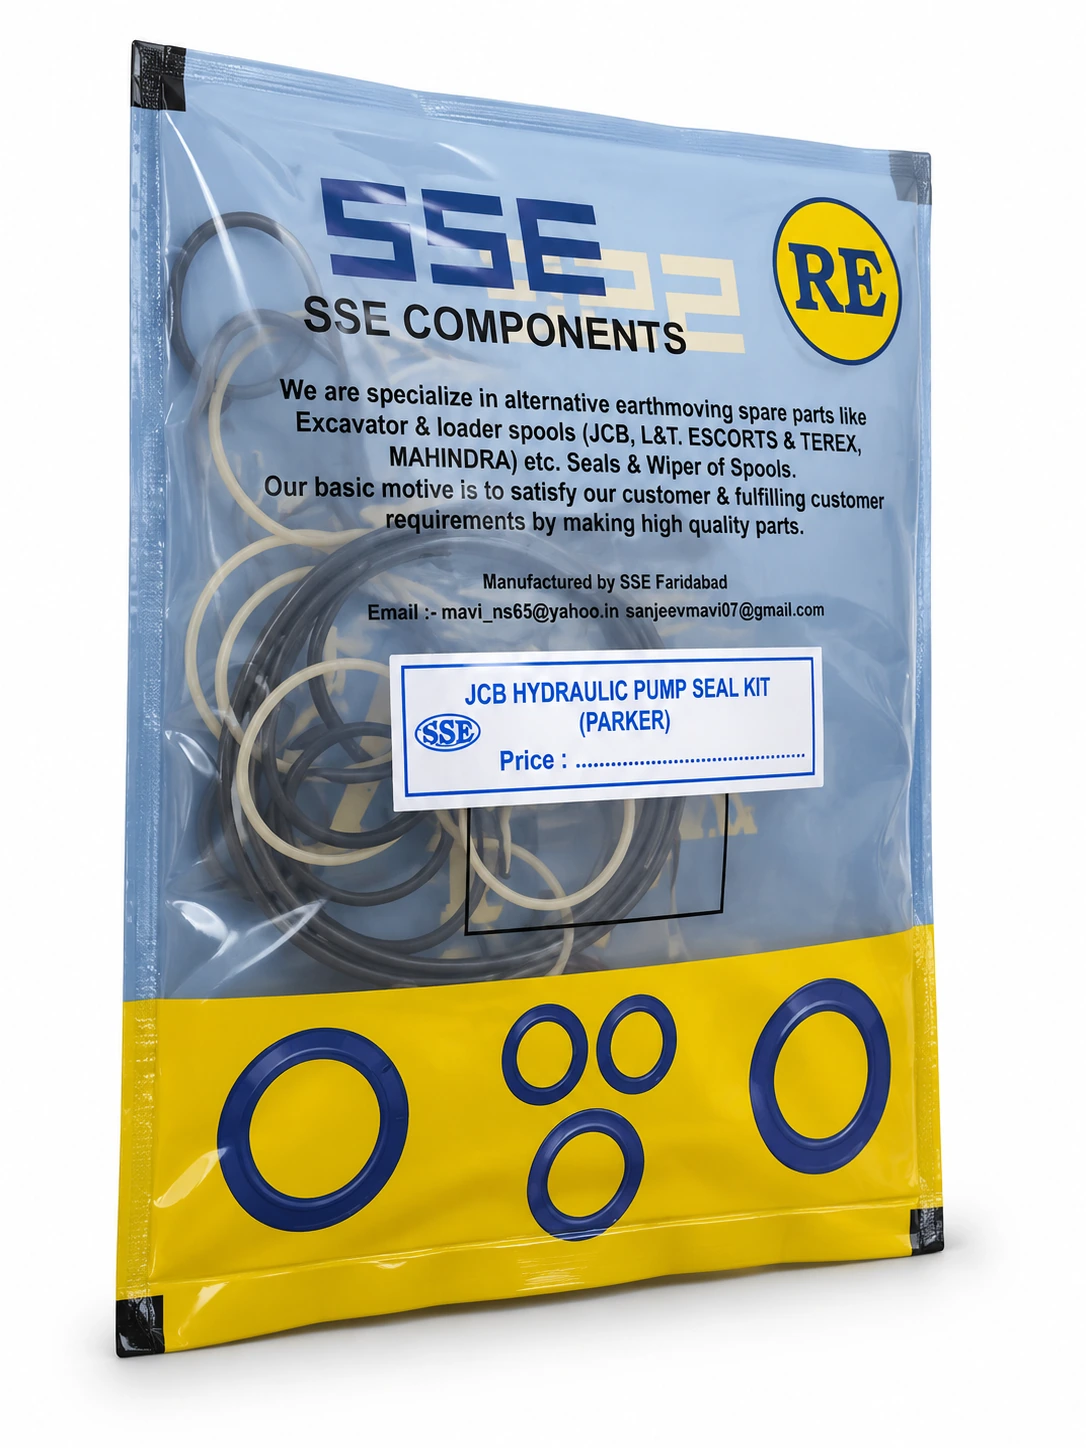 SSE
RE
SSE COMPONENTS
We are specialize in alternative earthmoving spare parts like
Excavator & loader spools (JCB, L&T. ESCORTS & TEREX,
MAHINDRA) etc. Seals & Wiper of Spools.
Our basic motive is to satisfy our customer & fulfilling customer
requirements by making high quality parts.
Manufactured by SSE Faridabad
Email :- mavi_ns65@yahoo.in sanjeevmavi07@gmail.com
JCB HYDRAULIC PUMP SEAL KIT
(PARKER)
SSE
Price : ........................................